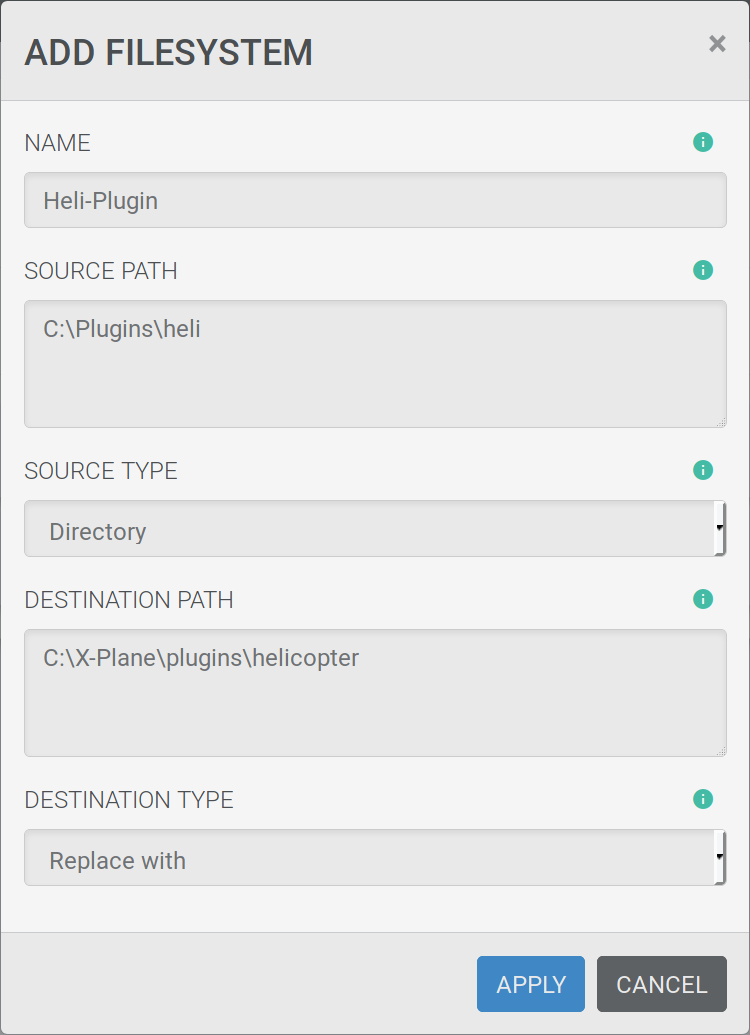 ADD FILESYSTEM
×
NAME
Heli-Plugin
SOURCE PATH
C:\Plugins\heli
SOURCE TYPE
Directory
DESTINATION PATH
C:\X-Plane\plugins\helicopter
DESTINATION TYPE
Replace with
APPLY CANCEL